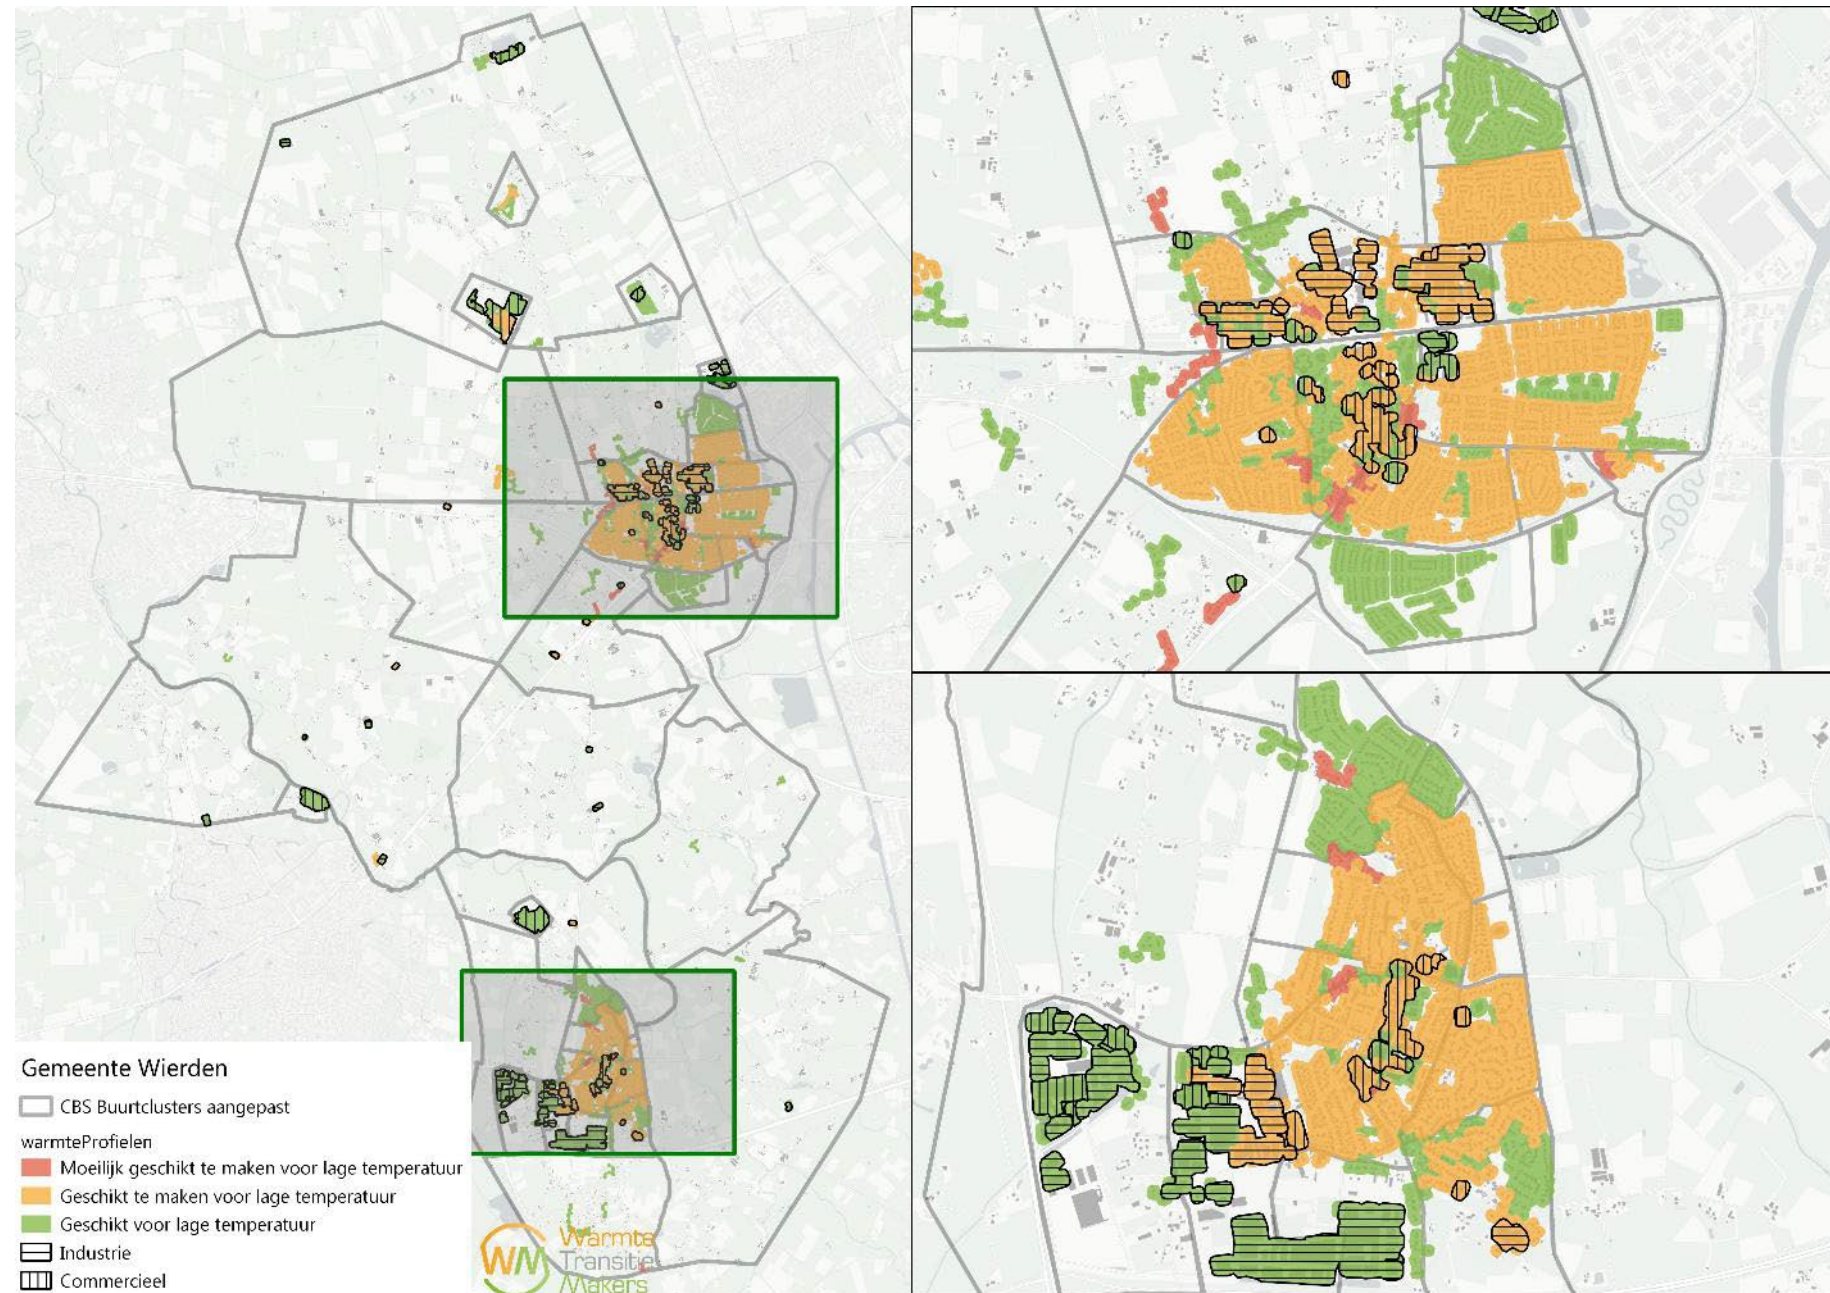 Gemeente Wierden
CBS Buurtclusters aangepast
warmteProfielen
Moeilijk geschikt te maken voor lage temperatuur
Geschikt te maken voor lage temperatuur
Geschikt voor lage temperatuur
Industrie
Commercieel
WM
Warmte
Transitie
Makers